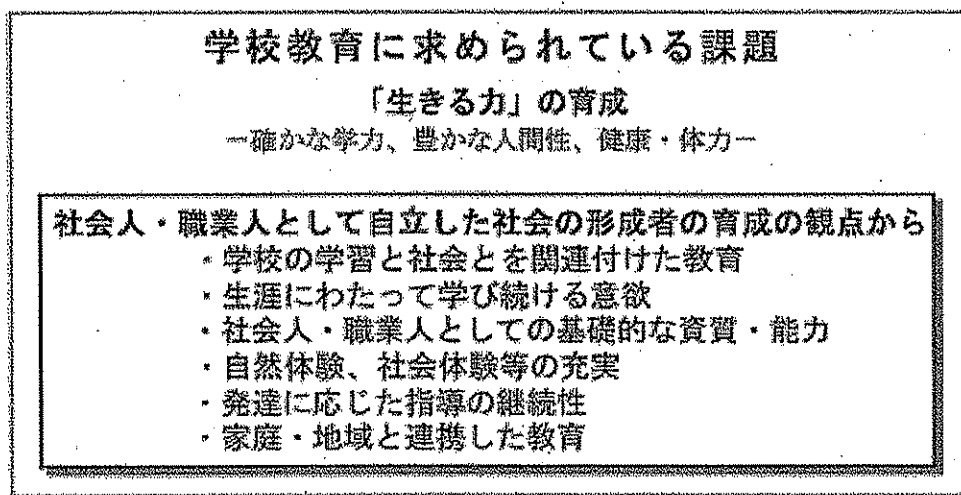 学校教育に求められている課題
「生きる力」の育成
ー確かな学力、豊かな人間性、健康・体力ー
社会人・職業人として自立した社会の形成者の育成の観点から
・学校の学習と社会とを関連付けた教育
・生涯にわたって学び続ける意欲
・社会人・職業人としての基礎的な資質・能力
・自然体験、社会体験等の充実
・発達に応じた指導の継続性
・家庭・地域と連携した教育